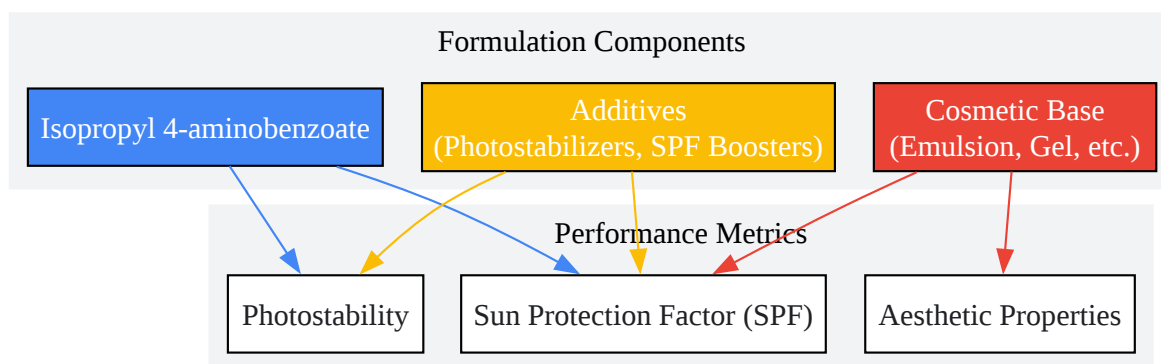 Formulation Components
Isopropyl 4-aminobenzoate
Additives
(Photostabilizers, SPF Boosters)
Cosmetic Base
(Emulsion, Gel, etc.)
Performance Metrics
Photostability
Sun Protection Factor (SPF)
Aesthetic Properties